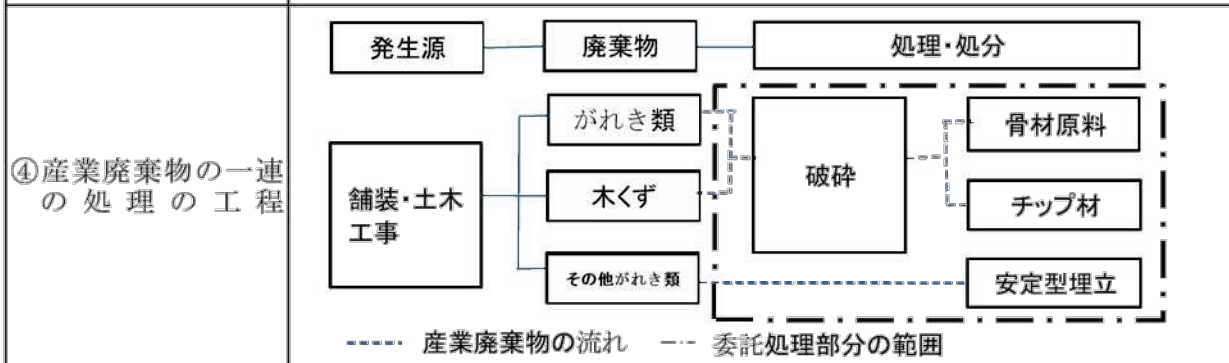 発生源 廃棄物 処理・処分
④産業廃棄物の一連
の処理の工程
舗装・土木
工事
がれき類
木くず
その他がれき類
破砕
骨材原料
チップ材
安定型埋立
産業廃棄物の流れ 委託処理部分の範囲